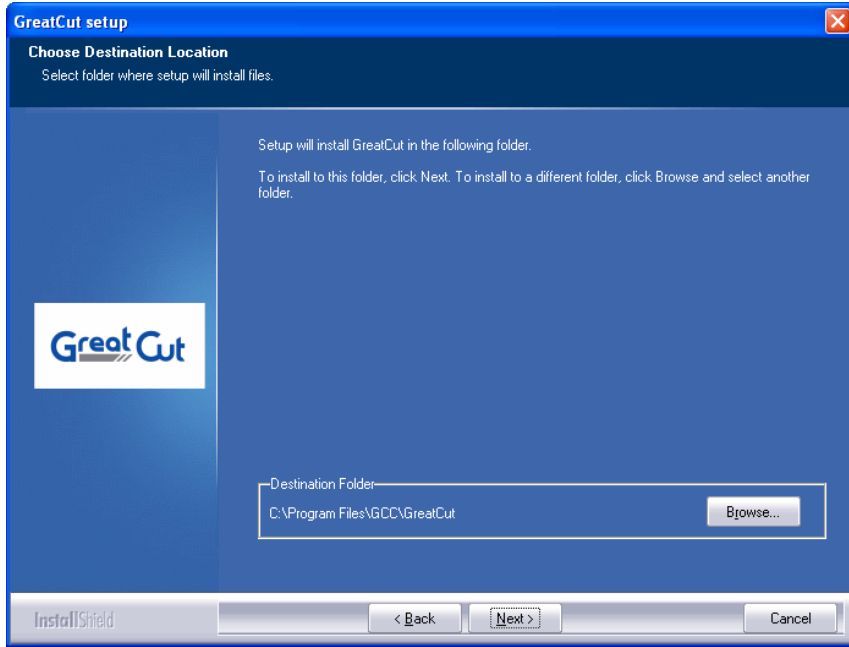 GreatCut setup
Choose Destination Location
Select folder where setup will install files.
Setup will install GreatCut in the following folder.
To install to this folder, click Next. To install to a different folder, click Browse and select another
folder.
Great Cut
Destination Folder
C:\Program Files\GCC\GreatCut
Browse...
InstallShield
< Back
Next >
Cancel